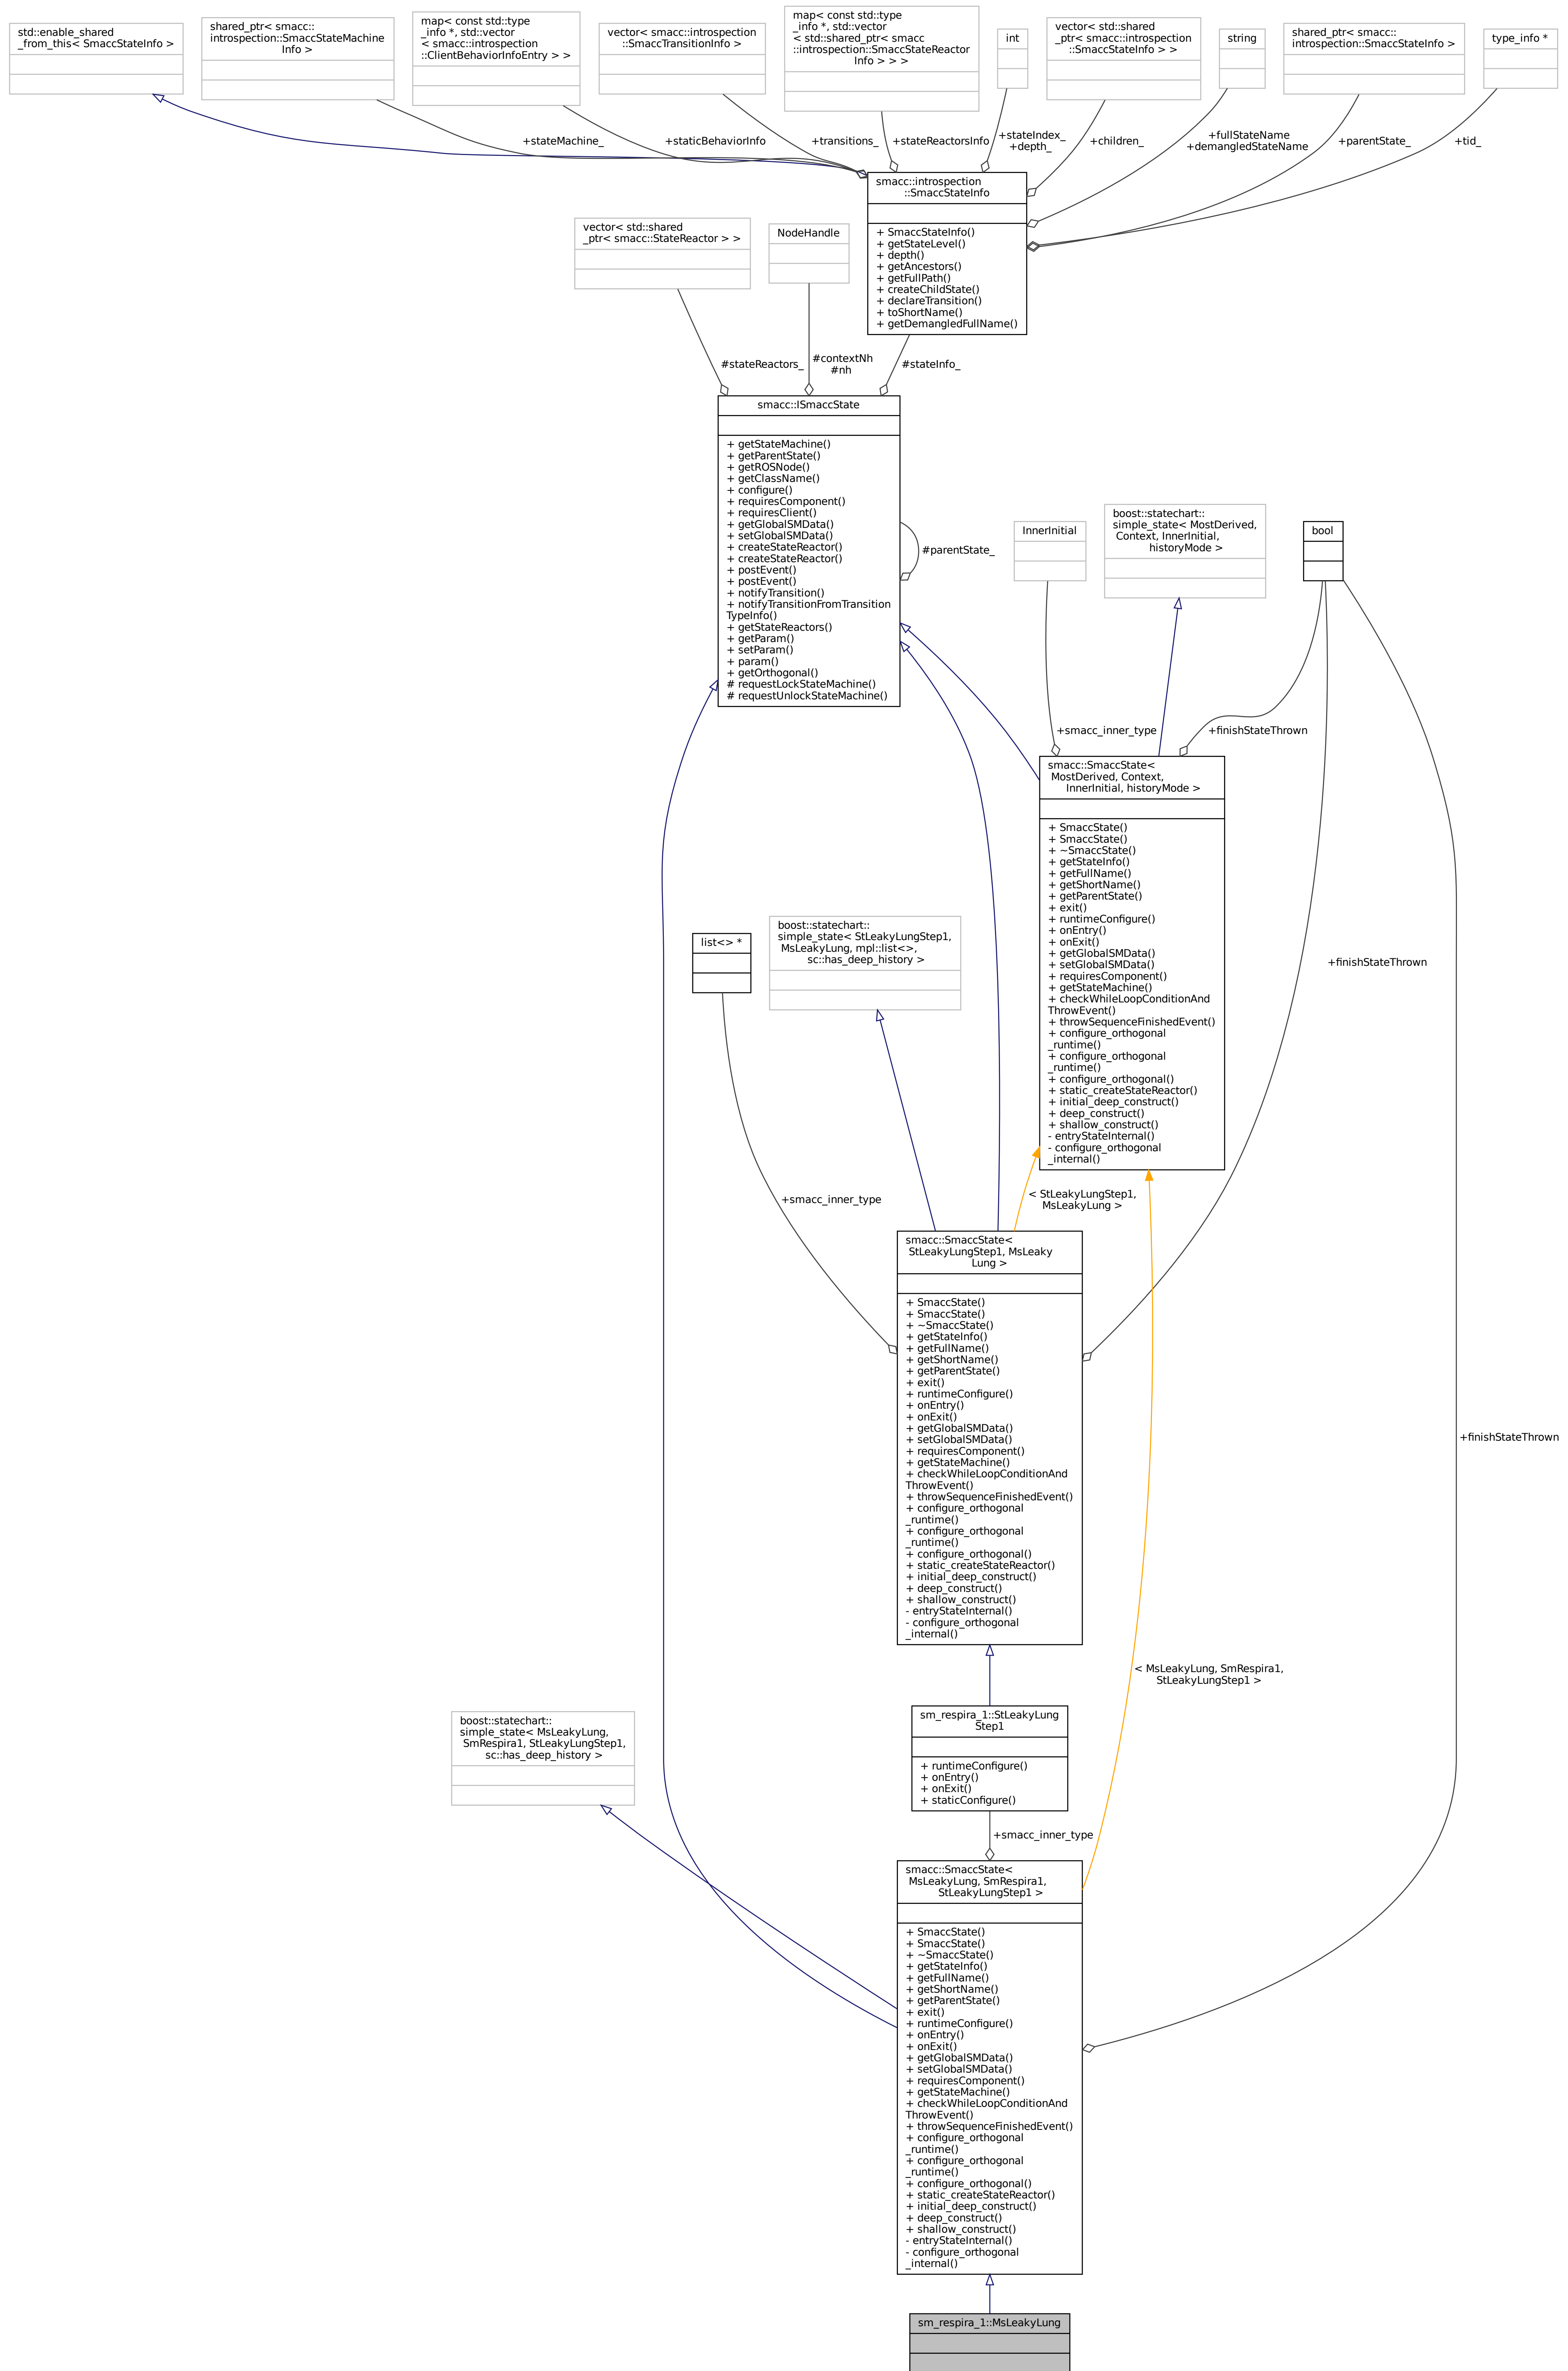 std::enable_shared
_from_this< SmaccStateInfo >
shared_ptr< smacc::
introspection::SmaccStateMachine
Info >
map< const std::type
_info *, std::vector
< smacc::introspection
::ClientBehaviorInfoEntry > >
vector< smacc::introspection
::SmaccTransitionInfo >
map< const std::type
_info *, std::vector
< std::shared_ptr< smacc
::introspection::SmaccStateReactor
Info > > >
int
vector< std::shared
_ptr< smacc::introspection
::SmaccStateInfo > >
string
shared_ptr< smacc::
introspection::SmaccStateInfo >
type_info *
+stateMachine_
+staticBehaviorInfo
+transitions_
+stateReactorsInfo
+stateIndex_
+depth_
+children_
+fullStateName
+demangledStateName
+parentState_
+tid_
smacc::introspection
::SmaccStateInfo
+ SmaccStateInfo()
+ getStateLevel()
+ depth()
+ getAncestors()
+ getFullPath()
+ createChildState()
+ declareTransition()
+ toShortName()
+ getDemangledFullName()
vector< std::shared
_ptr< smacc::StateReactor > >
NodeHandle
#stateReactors_
#contextNh
#nh
#stateInfo_
smacc::ISmaccState
+ getStateMachine()
+ getParentState()
+ getROSNode()
+ getClassName()
+ configure()
+ requiresComponent()
+ requiresClient()
+ getGlobalSMData()
+ setGlobalSMData()
+ createStateReactor()
+ createStateReactor()
+ postEvent()
+ postEvent()
+ notifyTransition()
+ notifyTransitionFromTransition
TypeInfo()
+ getStateReactors()
+ getParam()
+ setParam()
+ param()
+ getOrthogonal()
# requestLockStateMachine()
# requestUnlockStateMachine()
#parentState_
InnerInitial
boost::statechart::
simple_state< MostDerived,
Context, InnerInitial,
historyMode >
bool
+smacc_inner_type
+finishStateThrown
smacc::SmaccState<
MostDerived, Context,
InnerInitial, historyMode >
+ SmaccState()
+ SmaccState()
+ ~SmaccState()
+ getStateInfo()
+ getFullName()
+ getShortName()
+ getParentState()
+ exit()
+ runtimeConfigure()
+ onEntry()
+ onExit()
+ getGlobalSMData()
+ setGlobalSMData()
+ requiresComponent()
+ getStateMachine()
+ checkWhileLoopConditionAnd
ThrowEvent()
+ throwSequenceFinishedEvent()
+ configure_orthogonal
_runtime()
+ configure_orthogonal
_runtime()
+ configure_orthogonal()
+ static_createStateReactor()
+ initial_deep_construct()
+ deep_construct()
+ shallow_construct()
- entryStateInternal()
- configure_orthogonal
_internal()
+finishStateThrown
list<> *
boost::statechart::
simple_state< StLeakyLungStep1,
MsLeakyLung, mpl::list<>,
sc::has_deep_history >
+smacc_inner_type
< StLeakyLungStep1,
MsLeakyLung >
smacc::SmaccState<
StLeakyLungStep1, MsLeaky
Lung >
+ SmaccState()
+ SmaccState()
+ ~SmaccState()
+ getStateInfo()
+ getFullName()
+ getShortName()
+ getParentState()
+ exit()
+ runtimeConfigure()
+ onEntry()
+ onExit()
+ getGlobalSMData()
+ setGlobalSMData()
+ requiresComponent()
+ getStateMachine()
+ checkWhileLoopConditionAnd
ThrowEvent()
+ throwSequenceFinishedEvent()
+ configure_orthogonal
_runtime()
+ configure_orthogonal
_runtime()
+ configure_orthogonal()
+ static_createStateReactor()
+ initial_deep_construct()
+ deep_construct()
+ shallow_construct()
- entryStateInternal()
- configure_orthogonal
_internal()
+finishStateThrown
< MsLeakyLung, SmRespira1,
StLeakyLungStep1 >
boost::statechart::
simple_state< MsLeakyLung,
SmRespira1, StLeakyLungStep1,
sc::has_deep_history >
sm_respira_1::StLeakyLung
Step1
+ runtimeConfigure()
+ onEntry()
+ onExit()
+ staticConfigure()
+smacc_inner_type
smacc::SmaccState<
MsLeakyLung, SmRespira1,
StLeakyLungStep1 >
+ SmaccState()
+ SmaccState()
+ ~SmaccState()
+ getStateInfo()
+ getFullName()
+ getShortName()
+ getParentState()
+ exit()
+ runtimeConfigure()
+ onEntry()
+ onExit()
+ getGlobalSMData()
+ setGlobalSMData()
+ requiresComponent()
+ getStateMachine()
+ checkWhileLoopConditionAnd
ThrowEvent()
+ throwSequenceFinishedEvent()
+ configure_orthogonal
_runtime()
+ configure_orthogonal
_runtime()
+ configure_orthogonal()
+ static_createStateReactor()
+ initial_deep_construct()
+ deep_construct()
+ shallow_construct()
- entryStateInternal()
- configure_orthogonal
_internal()
sm_respira_1::MsLeakyLung